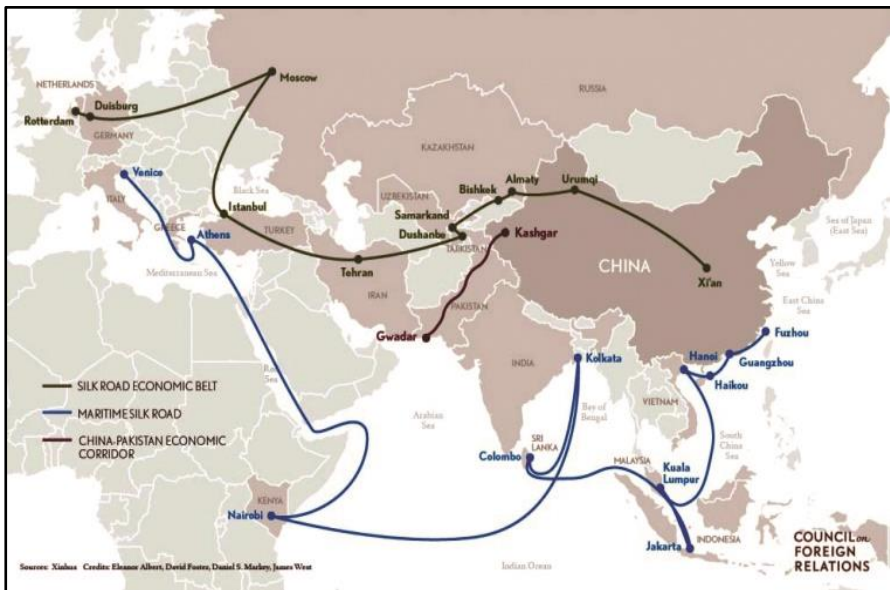 Moscow
NETHERLANDS
Duisburg
Rotterdam
GERMANY
RUSSIA
KAZAKHSTAN
Venice
ITALY
Black Sea
Istanbul
GREECE
TURKEY
Athens
Mediterranean Sea
UZBEKISTAN
Bishkek
Almaty
Urumqi
Samarkand
Dushanbe
TAJIKISTAN
Kashgar
Sea of Japan
(East Sea)
Yellow
Sea
CHINA
Xi'an
Tehran
IRAN
PAKISTAN
East China
Sea
Gwadar
INDIA
Kolkata
Hanoi
Fuzhou
Guangzhou
Haikou
Red
Sea
SILK ROAD ECONOMIC BELT
MARITIME SILK ROAD
CHINA-PAKISTAN ECONOMIC
CORRIDOR
Arabian
Sea
Bay of
Bengal
VIETNAM
South
China Sea
Colombo
SRI
LANKA
MALAYSIA
Kuala
Lumpur
KENYA
Nairobi
Jakarta
INDONESIA
Indian Ocean
COUNCIL on
FOREIGN
RELATIONS
Sources: Xinhua Credits: Eleanor Albert, David Foster, Daniel S. Markey, James West